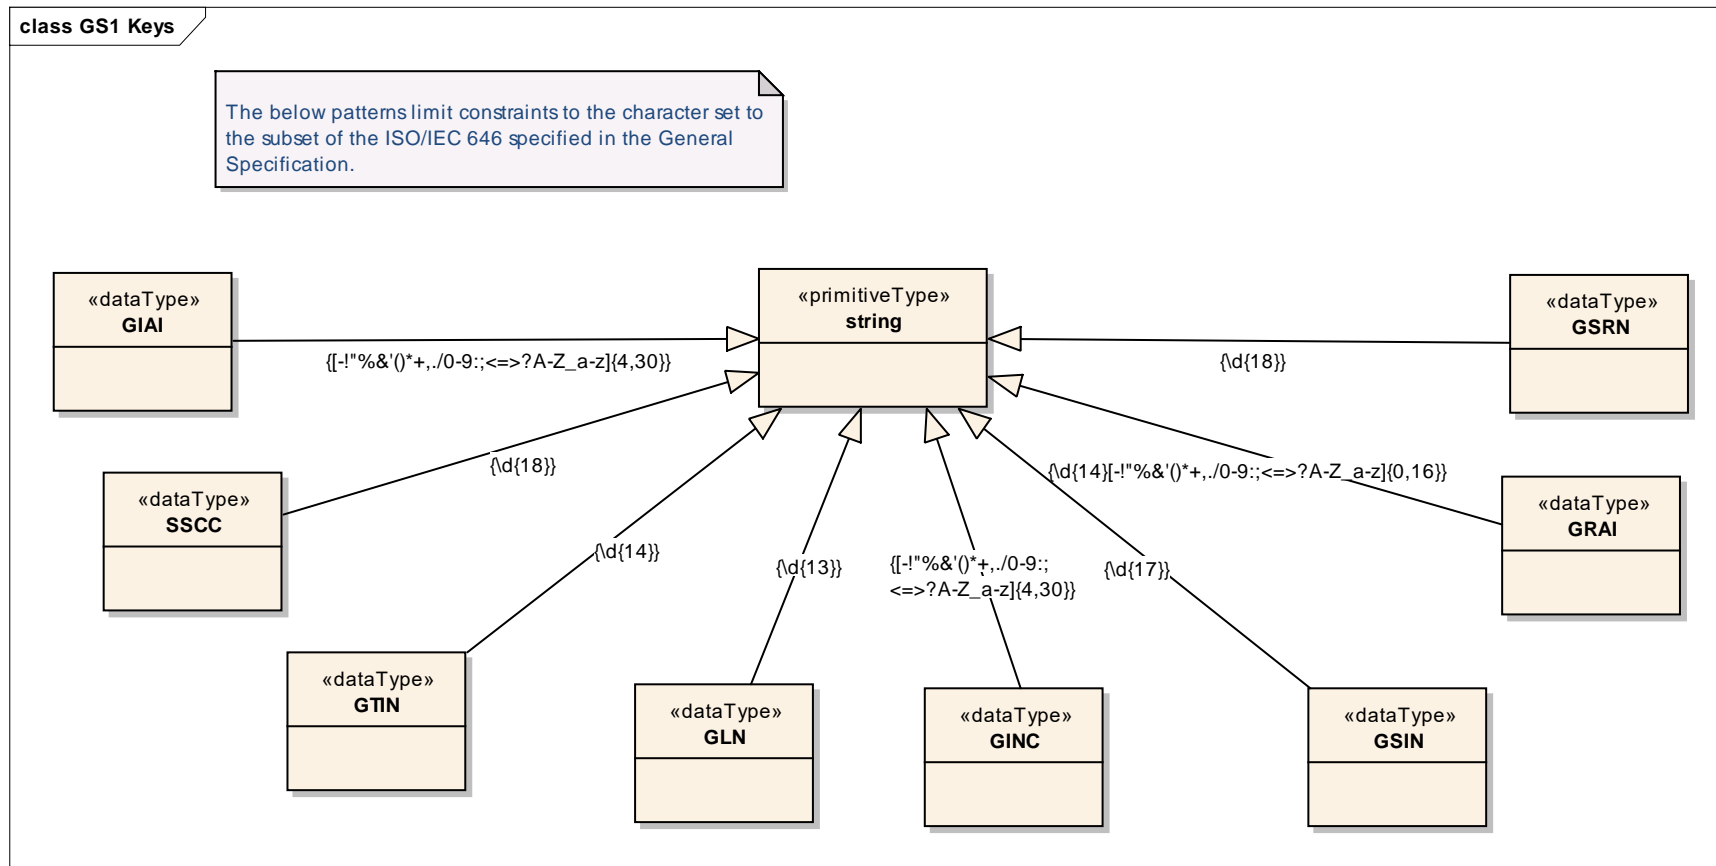 class GS1 Keys
The below patterns limit constraints to the character set to
the subset of the ISO/IEC 646 specified in the General
Specification.
«dataType»
GIAI
«primitiveType»
string
«dataType»
GSRN
{[-!"%&'()*+,./0-9:;<=>?A-Z_a-z]{4,30}}
{\d{18}}
{\d{18}}
{\d{14}[-!"%&'()*+,./0-9:;<=>?A-Z_a-z]{0,16}}
«dataType»
SSCC
«dataType»
GRAI
{\d{14}}
{\d{13}}
{[-!"%&'()*+,./0-9:;
<=>?A-Z_a-z]{4,30}}
{\d{17}}
«dataType»
GTIN
«dataType»
GLN
«dataType»
GINC
«dataType»
GSIN